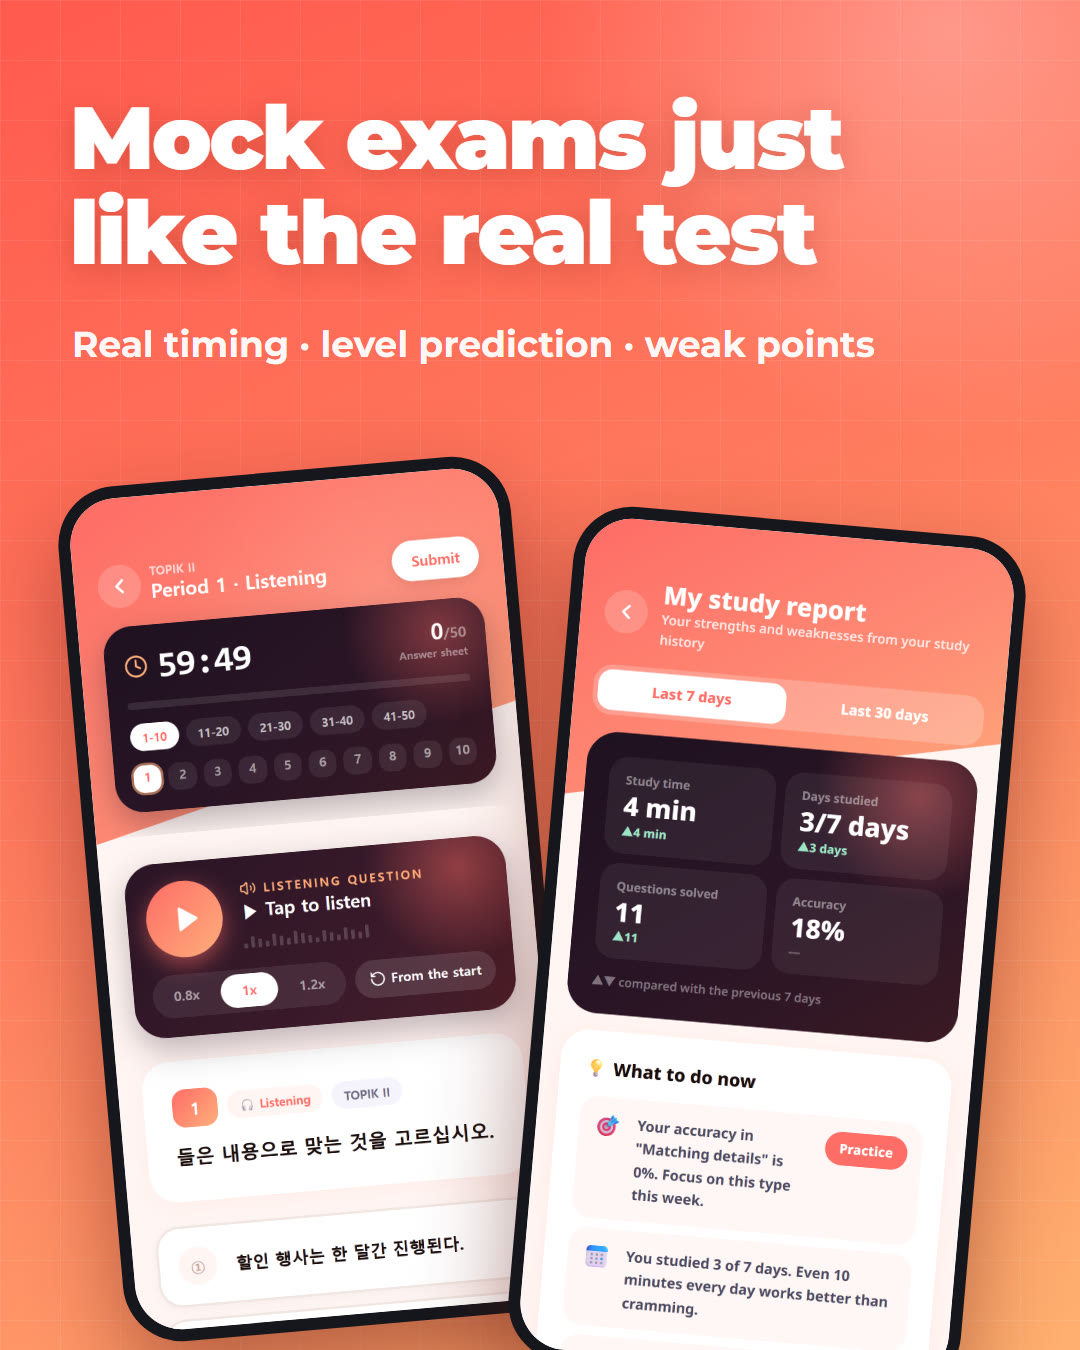 Mock exams just
like the real test
Real timing · level prediction · weak points
TOPIK II
Period 1 · Listening
Submit
59:49
0/50
Answer sheet
1-10 11-20 21-30 31-40 41-50
1 2 3 4 5 6 7 8 9 10
LISTENING QUESTION
▶ Tap to listen
0.8x 1x 1.2x
From the start
1 Listening TOPIK II
들은 내용으로 맞는 것을 고르십시오.
① 할인 행사는 한 달간 진행된다.
My study report
Your strengths and weaknesses from your study
history
Last 7 days Last 30 days
Study time
4 min
▲4 min
Days studied
3/7 days
▲3 days
Questions solved
11
▲11
Accuracy
18%
—
▲▼ compared with the previous 7 days
What to do now
Your accuracy in
"Matching details" is
0%. Focus on this type
this week.
Practice
You studied 3 of 7 days. Even 10
minutes every day works better than
cramming.